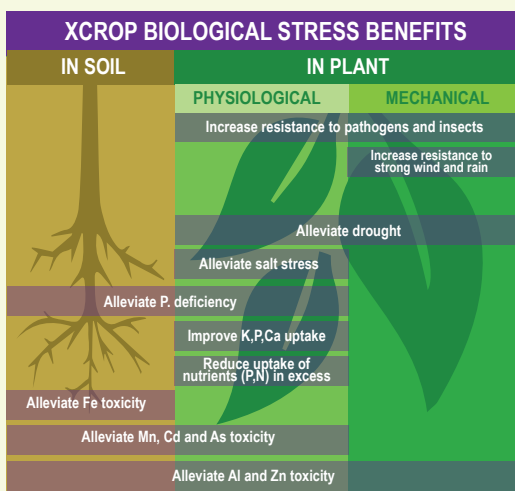 XCROP BIOLOGICAL STRESS BENEFITS
IN SOIL
IN PLANT
PHYSIOLOGICAL
MECHANICAL
Increase resistance to pathogens and insects
Increase resistance to
strong wind and rain
Alleviate drought
Alleviate salt stress
Alleviate P. deficiency
Improve K,P,Ca uptake
Reduce uptake of
nutrients (P,N) in excess
Alleviate Fe toxicity
Alleviate Mn, Cd and As toxicity
Alleviate Al and Zn toxicity